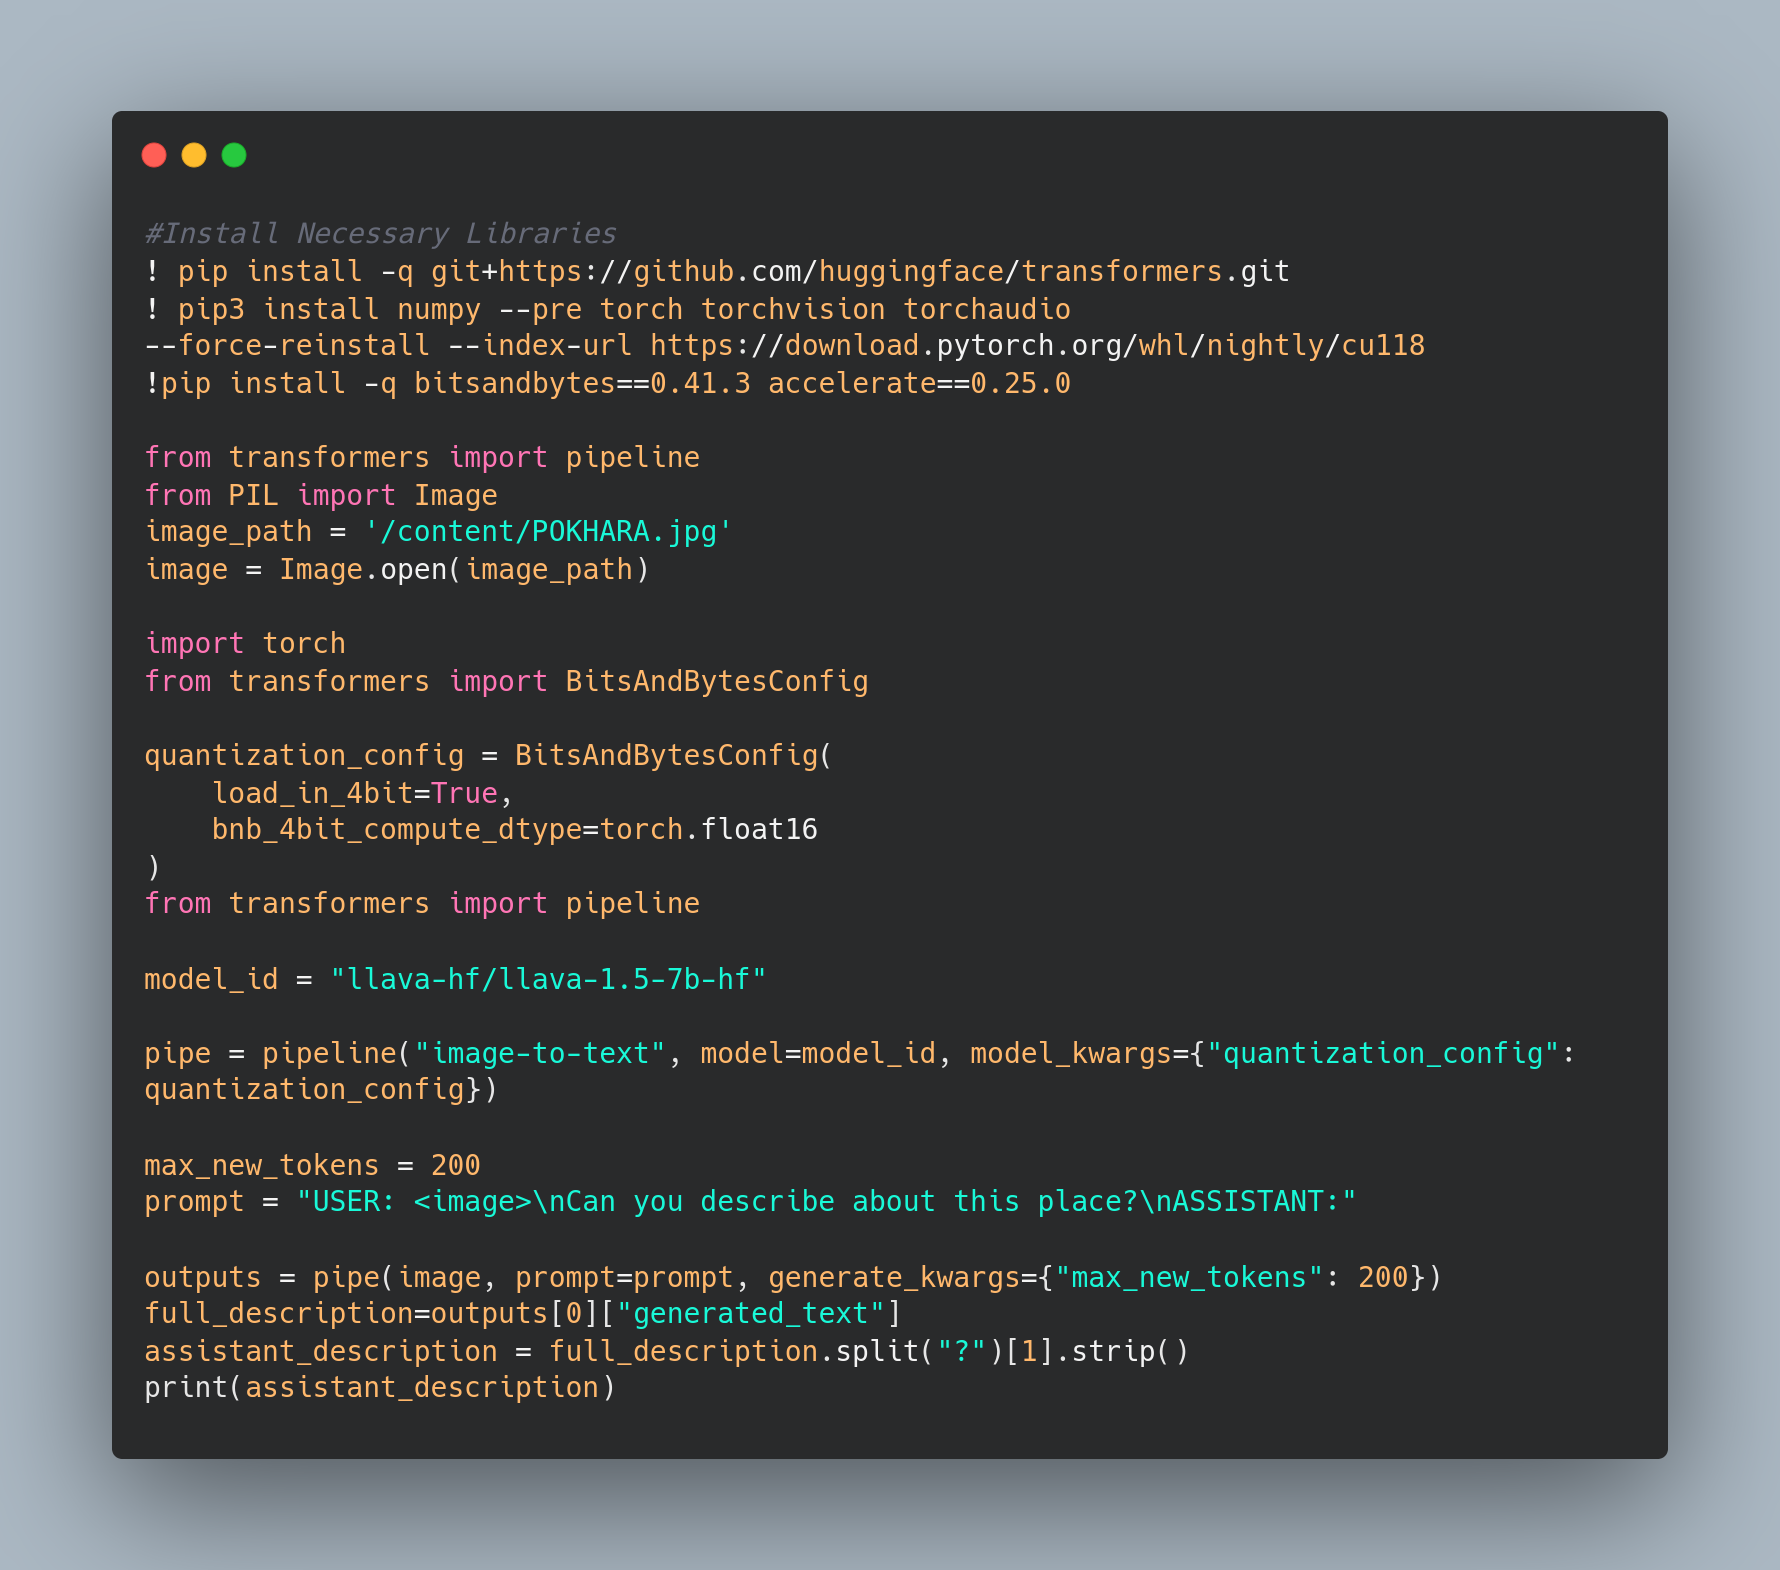 #Install Necessary Libraries
! pip install -q git+https://github.com/huggingface/transformers.git
! pip3 install numpy --pre torch torchvision torchaudio
--force-reinstall --index-url https://download.pytorch.org/whl/nightly/cu118
!pip install -q bitsandbytes==0.41.3 accelerate==0.25.0

from transformers import pipeline
from PIL import Image
image_path = '/content/POKHARA.jpg'
image = Image.open(image_path)

import torch
from transformers import BitsAndBytesConfig

quantization_config = BitsAndBytesConfig(
    load_in_4bit=True,
    bnb_4bit_compute_dtype=torch.float16
)
from transformers import pipeline

model_id = "llava-hf/llava-1.5-7b-hf"

pipe = pipeline("image-to-text", model=model_id, model_kwargs={"quantization_config":
quantization_config})

max_new_tokens = 200
prompt = "USER: <image>\nCan you describe about this place?\nASSISTANT:"

outputs = pipe(image, prompt=prompt, generate_kwargs={"max_new_tokens": 200})
full_description=outputs[0]["generated_text"]
assistant_description = full_description.split("?")[1].strip()
print(assistant_description)